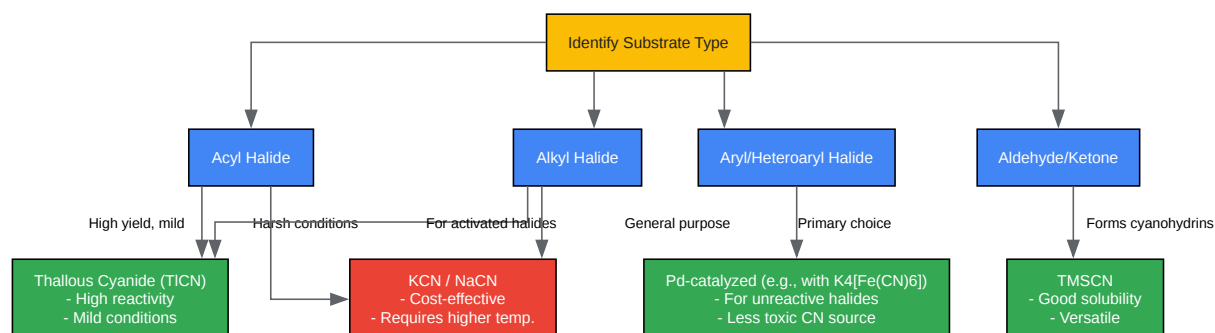 Identify Substrate Type
Acyl Halide
Alkyl Halide
Aryl/Heteroaryl Halide
Aldehyde/Ketone
High yield, mild
Harsh conditions
For activated halides
General purpose
Primary choice
Forms cyanohydrins
Thallous Cyanide (TlCN)
- High reactivity
- Mild conditions
KCN / NaCN
- Cost-effective
- Requires higher temp.
Pd-catalyzed (e.g., with K4[Fe(CN)6])
- For unreactive halides
- Less toxic CN source
TMSCN
- Good solubility
- Versatile